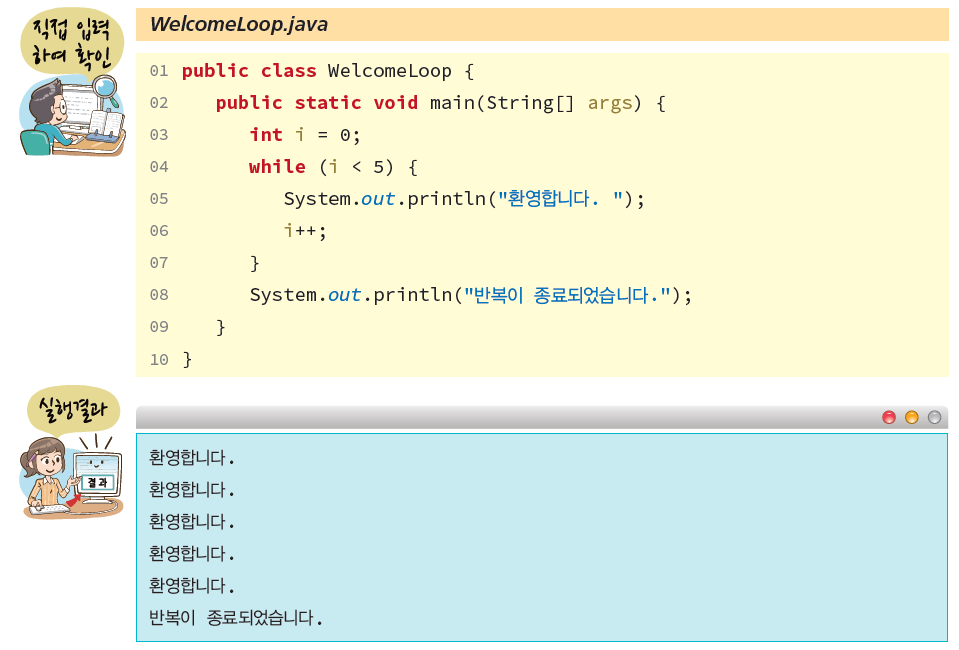 직접 입력
하여 확인
WelcomeLoop.java
01 public class WelcomeLoop {
02    public static void main(String[] args) {
03       int i = 0;
04       while (i < 5) {
05          System.out.println("환영합니다. ");
06          i++;
07       }
08       System.out.println("반복이 종료되었습니다.");
09    }
10 }
실행결과
결과
환영합니다.
환영합니다.
환영합니다.
환영합니다.
환영합니다.
반복이 종료되었습니다.